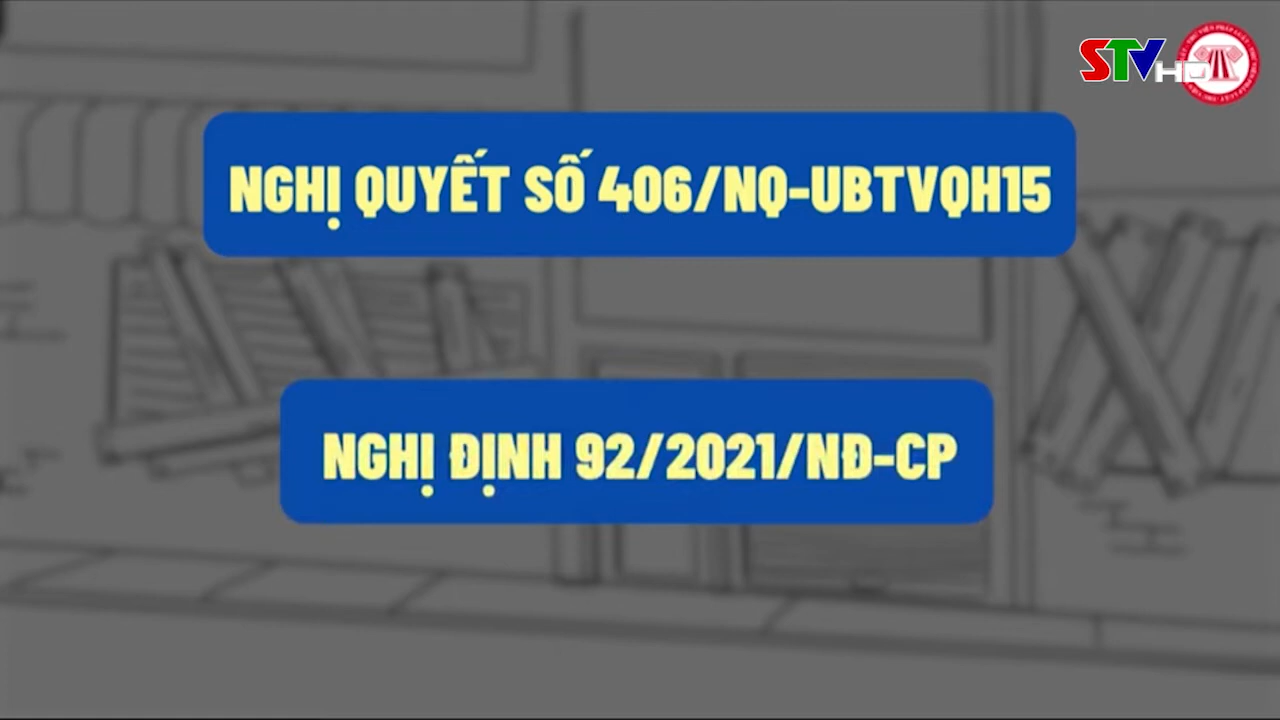 STV HD
NGHỊ QUYẾT SỐ 406/NQ-UBTVQH15
NGHỊ ĐỊNH 92/2021/NĐ-CP